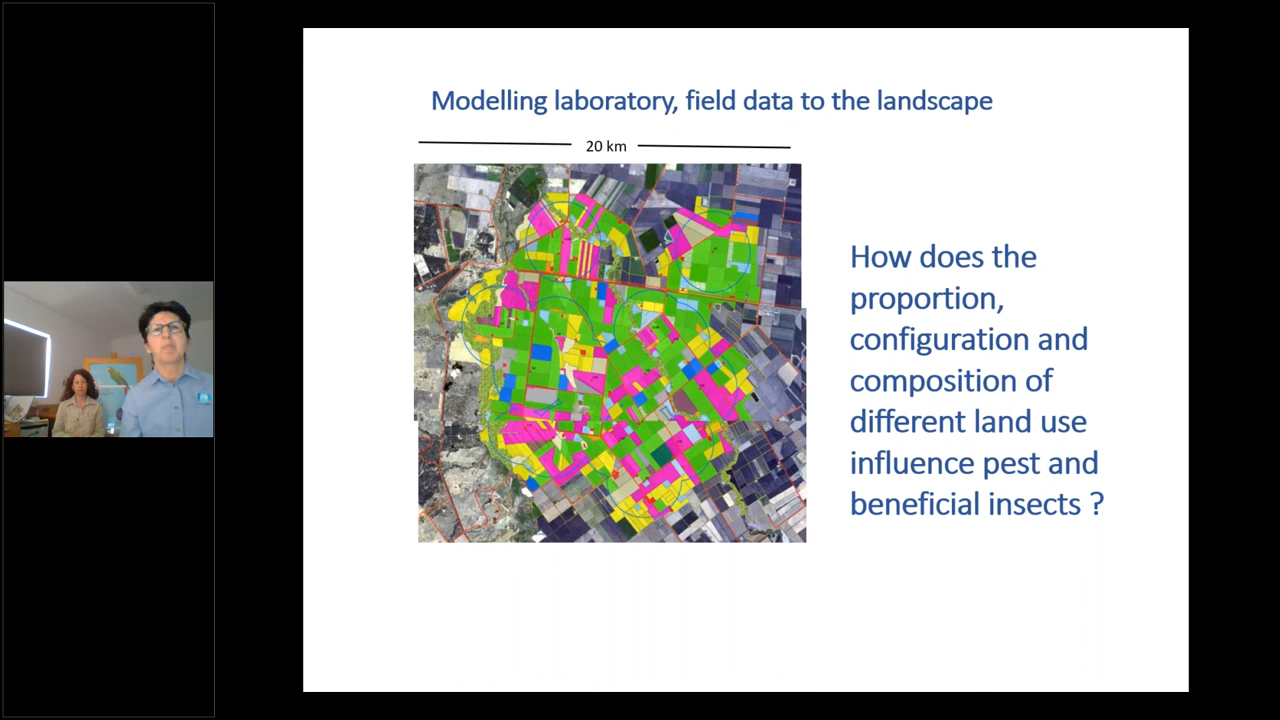 Modelling laboratory, field data to the landscape
20 km
How does the
proportion,
configuration and
composition of
different land use
influence pest and
beneficial insects ?